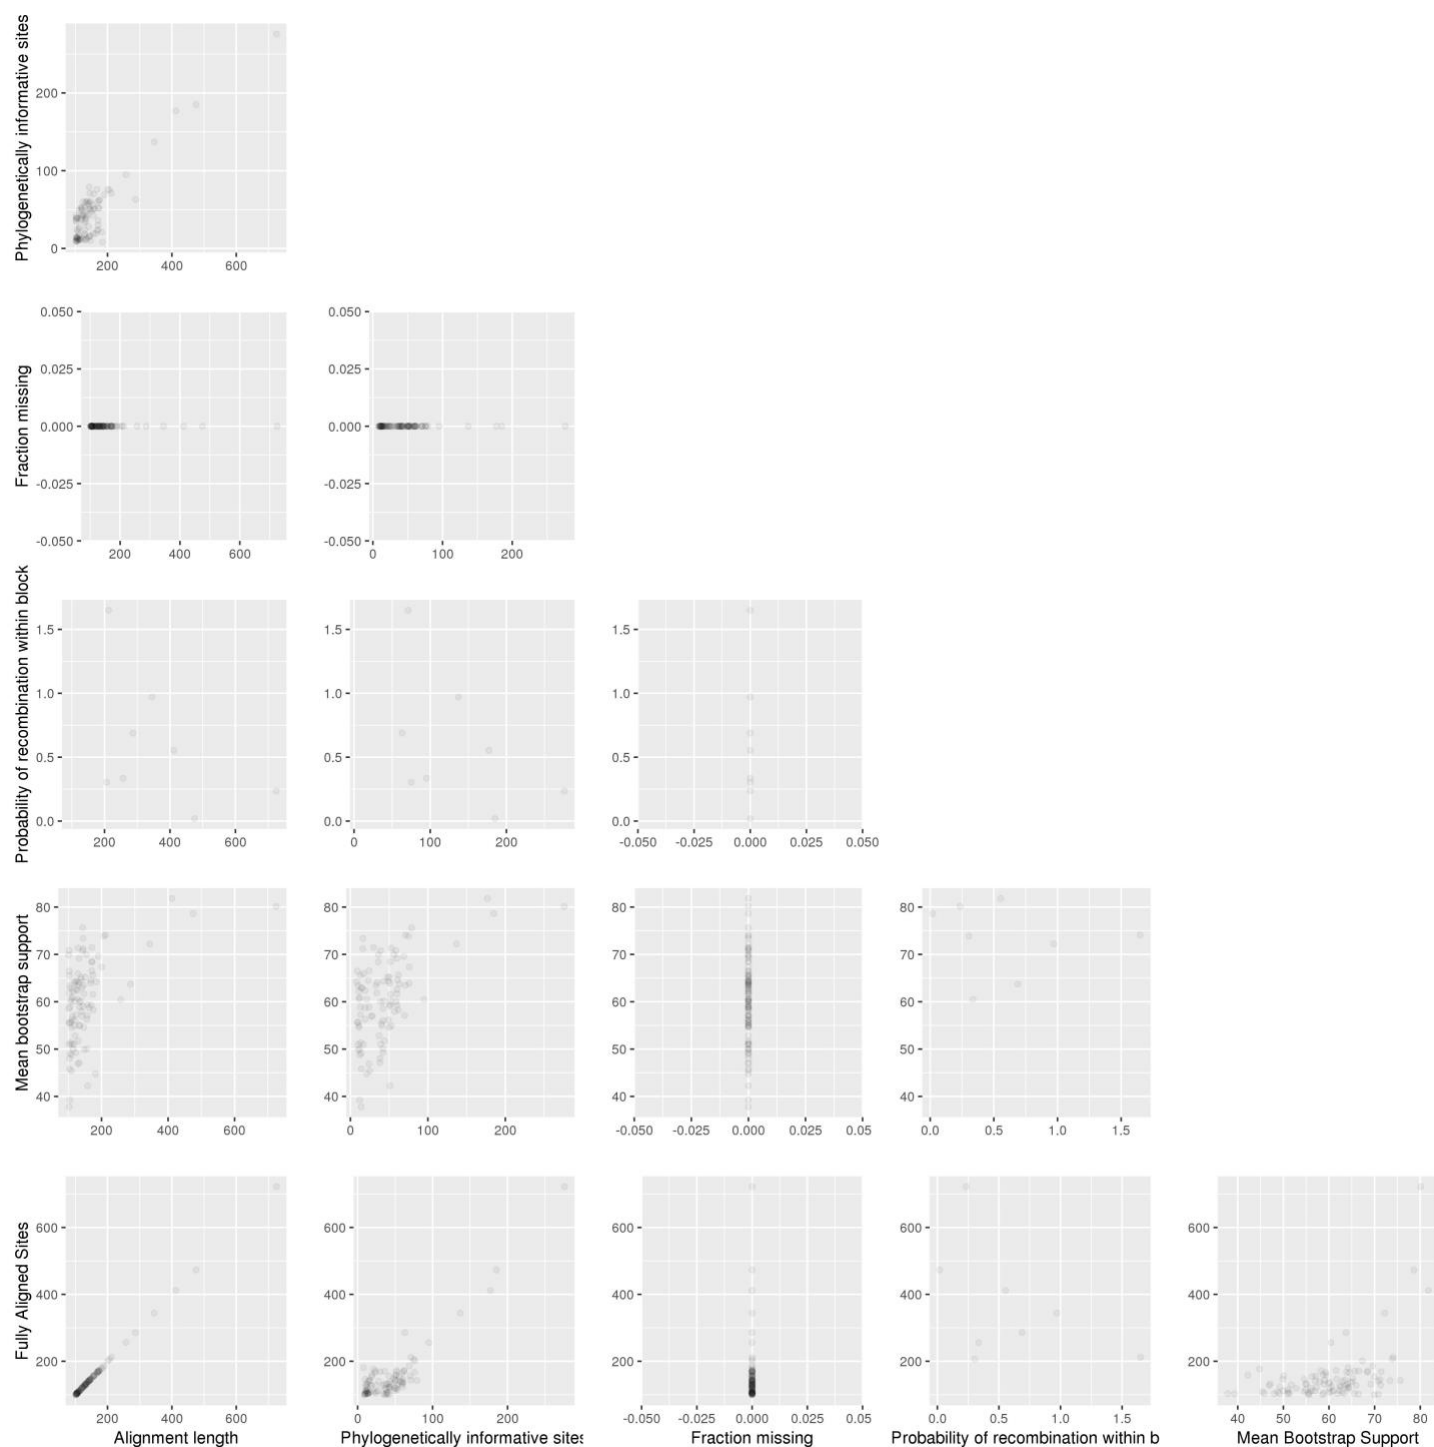 Phylogenetically informative sites
200
100
0
200 400 600
Fraction missing
0.050
0.025
0.000
-0.025
-0.050
200 400 600
0.050
0.025
0.000
-0.025
-0.050
0 100 200
Probability of recombination within block
1.5
1.0
0.5
0.0
200 400 600
1.5
1.0
0.5
0.0
0 100 200
1.5
1.0
0.5
0.0
-0.050 -0.025 0.000 0.025 0.050
Mean bootstrap support
80
70
60
50
40
200 400 600
80
70
60
50
40
0 100 200
80
70
60
50
40
-0.050 -0.025 0.000 0.025 0.05
80
70
60
50
40
0.0 0.5 1.0 1.5
Fully Aligned Sites
600
400
200
200 400 600
Alignment length
600
400
200
0 100 200
Phylogenetically informative sites
600
400
200
-0.050 -0.025 0.000 0.025 0.05
Fraction missing
600
400
200
0.0 0.5 1.0 1.5
Probability of recombination within b
600
400
200
40 50 60 70 80
Mean Bootstrap Support